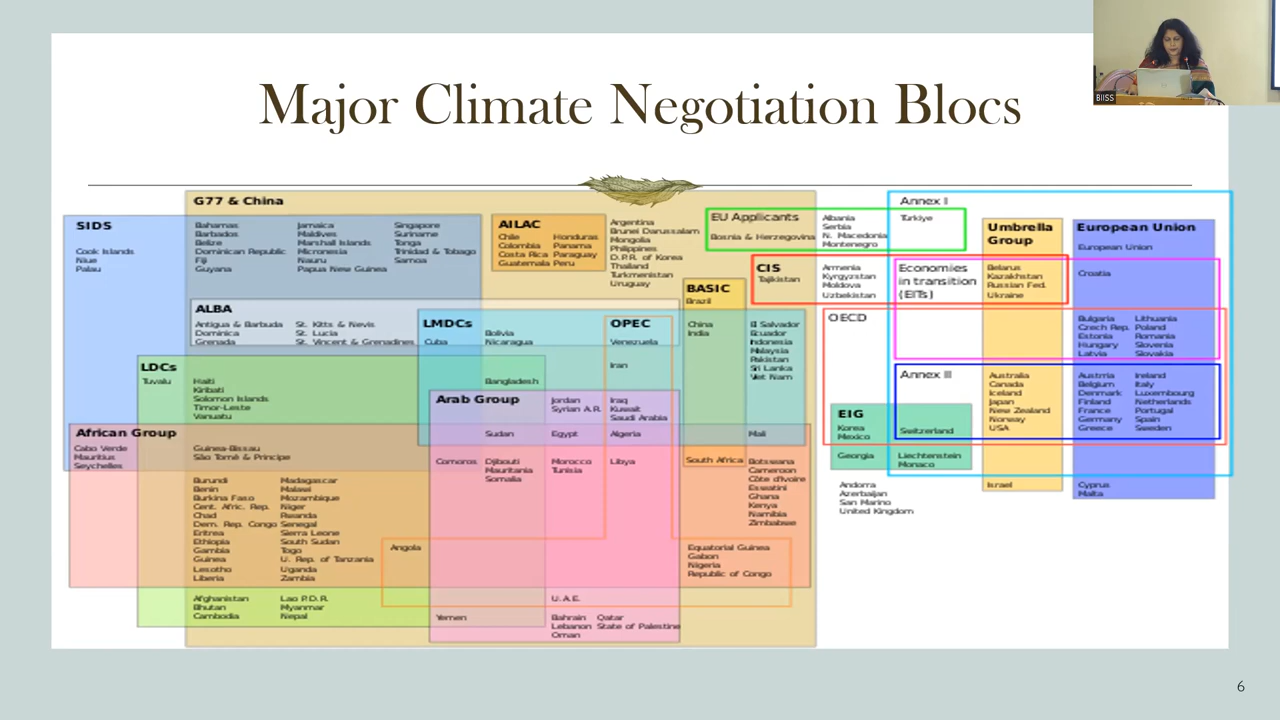 Major Climate Negotiation Blocs
BIISS
G77 & China
SIDS
Cook Islands
Niue
Palau
Bahamas
Barbados
Belize
Dominican Republic
Fiji
Guyana
Jamaica
Maldives
Marshall Islands
Micronesia
Nauru
Papua New Guinea
Singapore
Suriname
Tonga
Trinidad & Tobago
Samoa
AILAC
Chile Honduras
Colombia Panama
Costa Rica Paraguay
Guatemala Peru
Argentina
Brunei Darussalam
Mongolia
Philippines
D.P.R. of Korea
Thailand
Turkmenistan
Uruguay
EU Applicants
Bosnia & Herzegovina
Albania
Serbia
N. Macedonia
Montenegro
Annex I
Türkiye
Umbrella
Group
European Union
European Union
Croatia
CIS
Tajikistan
Armenia
Kyrgyzstan
Moldova
Uzbekistan
Economies
in transition
(EITs)
Belarus
Kazakhstan
Russian Fed.
Ukraine
BASIC
Brazil
China
India
ALBA
Antigua & Barbuda
Dominica
Grenada
St. Kitts & Nevis
St. Lucia
St. Vincent & Grenadines
LMDCs
Cuba
Bolivia
Nicaragua
OPEC
Venezuela
Iran
El Salvador
Ecuador
Indonesia
Malaysia
Pakistan
Sri Lanka
Viet Nam
OECD
Bulgaria Lithuania
Czech Rep. Poland
Estonia Romania
Hungary Slovenia
Latvia Slovakia
LDCs
Tuvalu
Haiti
Kiribati
Solomon Islands
Timor-Leste
Vanuatu
Bangladesh
Arab Group
Jordan
Syrian A.R.
Iraq
Kuwait
Saudi Arabia
Annex II
Switzerland
Australia
Canada
Iceland
Japan
New Zealand
Norway
USA
Austria Ireland
Belgium Italy
Denmark Luxembourg
Finland Netherlands
France Portugal
Germany Spain
Greece Sweden
EIG
Korea
Mexico
Georgia
Liechtenstein
Monaco
African Group
Cabo Verde
Mauritius
Seychelles
Guinea-Bissau
São Tomé & Principe
Sudan Egypt Algeria Mali
Comoros
Djibouti
Mauritania
Somalia
Morocco
Tunisia
Libya
South Africa
Botswana
Cameroon
Côte d'Ivoire
Eswatini
Ghana
Kenya
Namibia
Zimbabwe
Burundi Madagascar
Benin Malawi
Burkina Faso Mozambique
Cent. Afric. Rep. Niger
Chad Rwanda
Dem. Rep. Congo Senegal
Eritrea Sierra Leone
Ethiopia South Sudan
Gambia Togo
Guinea U. Rep. of Tanzania
Lesotho Uganda
Liberia Zambia
Andorra
Azerbaijan
San Marino
United Kingdom
Israel
Cyprus
Malta
Angola
Equatorial Guinea
Gabon
Nigeria
Republic of Congo
Afghanistan Lao P.D.R.
Bhutan Myanmar
Cambodia Nepal
U.A.E.
Yemen
Bahrain Qatar
Lebanon State of Palestine
Oman
6